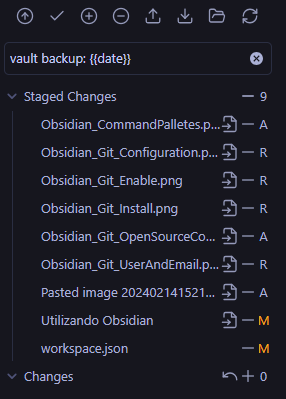 vault backup: {{date}}
Staged Changes 9
Obsidian_CommandPalletes.p... A
Obsidian_Git_Configuration.p... R
Obsidian_Git_Enable.png R
Obsidian_Git_Install.png R
Obsidian_Git_OpenSourceCo... A
Obsidian_Git_UserAndEmail.p... R
Pasted image 202402141521... A
Utilizando Obsidian M
workspace.json M
Changes 0